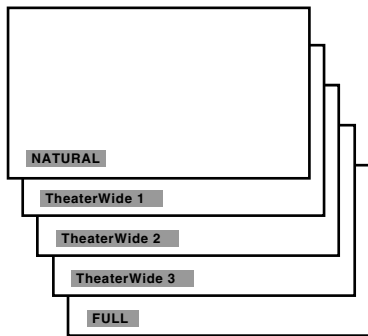 NATURAL
TheaterWide 1
TheaterWide 2
TheaterWide 3
FULL